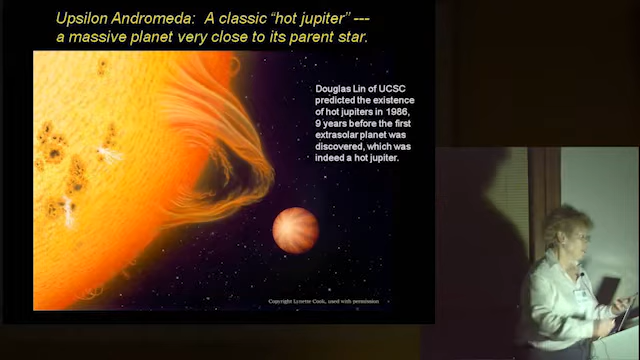 Upsilon Andromeda:  A classic “hot jupiter” ---
a massive planet very close to its parent star.
Douglas Lin of UCSC
predicted the existence
of hot jupiters in 1986,
9 years before the first
extrasolar planet was
discovered, which was
indeed a hot jupiter.
Copyright Lynette Cook, used with permission